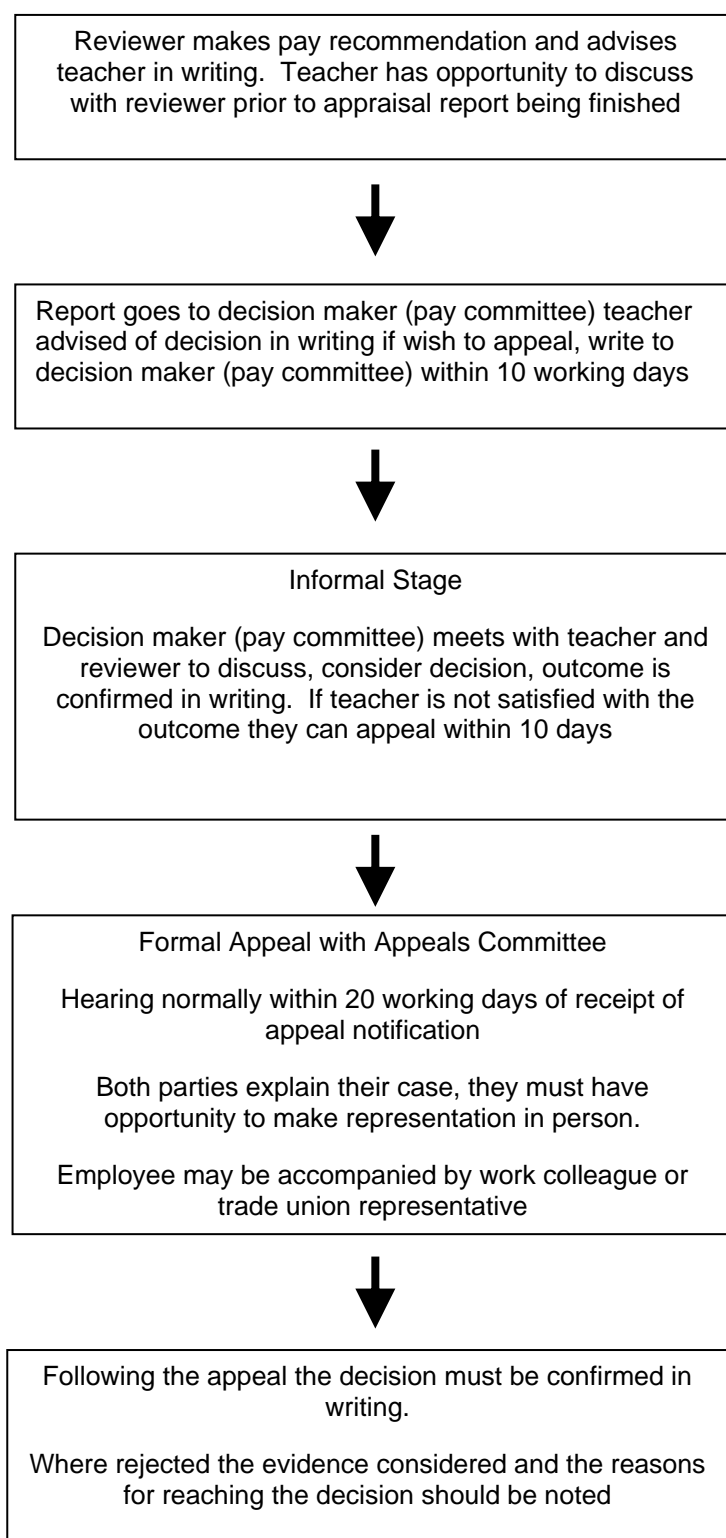 Reviewer makes pay recommendation and advises
teacher in writing.  Teacher has opportunity to discuss
with reviewer prior to appraisal report being finished
Report goes to decision maker (pay committee) teacher
advised of decision in writing if wish to appeal, write to
decision maker (pay committee) within 10 working days
Informal Stage
Decision maker (pay committee) meets with teacher and
reviewer to discuss, consider decision, outcome is
confirmed in writing.  If teacher is not satisfied with the
outcome they can appeal within 10 days
Formal Appeal with Appeals Committee
Hearing normally within 20 working days of receipt of
appeal notification
Both parties explain their case, they must have
opportunity to make representation in person.
Employee may be accompanied by work colleague or
trade union representative
Following the appeal the decision must be confirmed in
writing.
Where rejected the evidence considered and the reasons
for reaching the decision should be noted